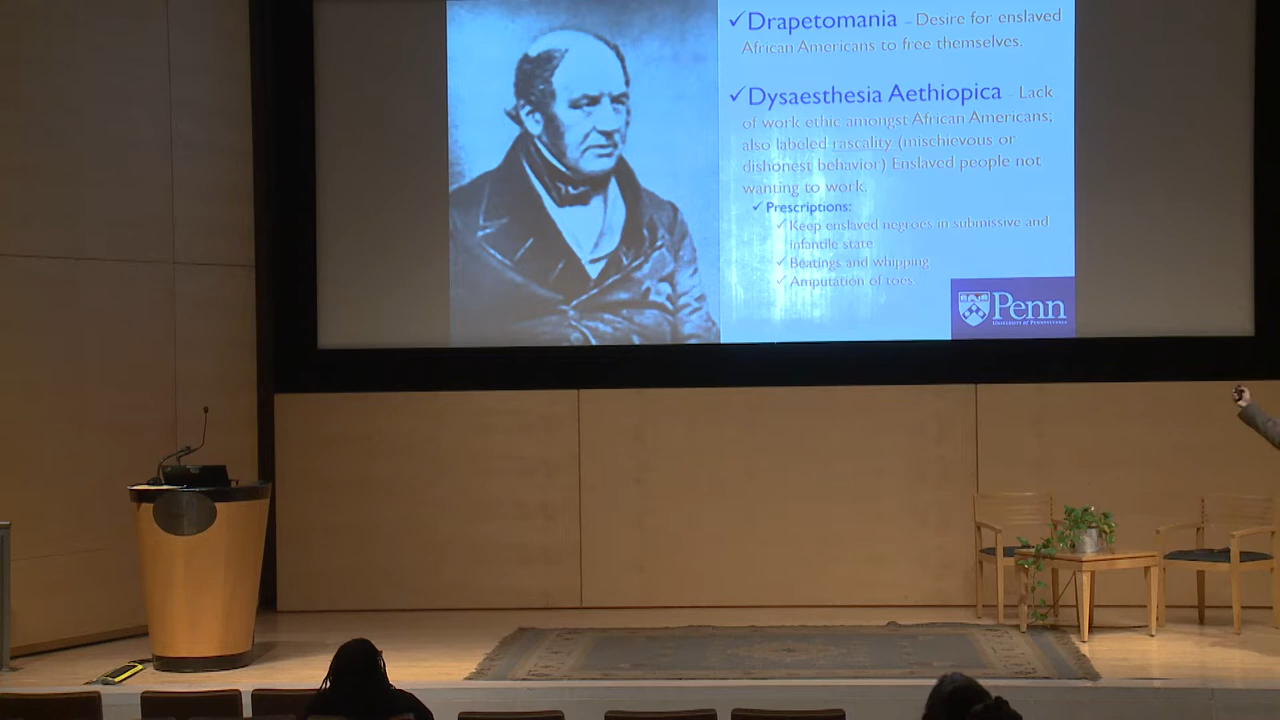 ✓Drapetomania – Desire for enslaved
African Americans to free themselves.
✓Dysaesthesia Aethiopica – Lack
of work ethic amongst African Americans;
also labeled rascality (mischievous or
dishonest behavior) Enslaved people not
wanting to work.
✓Prescriptions:
✓Keep enslaved negroes in submissive and
infantile state
✓Beatings and whipping
✓Amputation of toes
Penn
UNIVERSITY OF PENNSYLVANIA